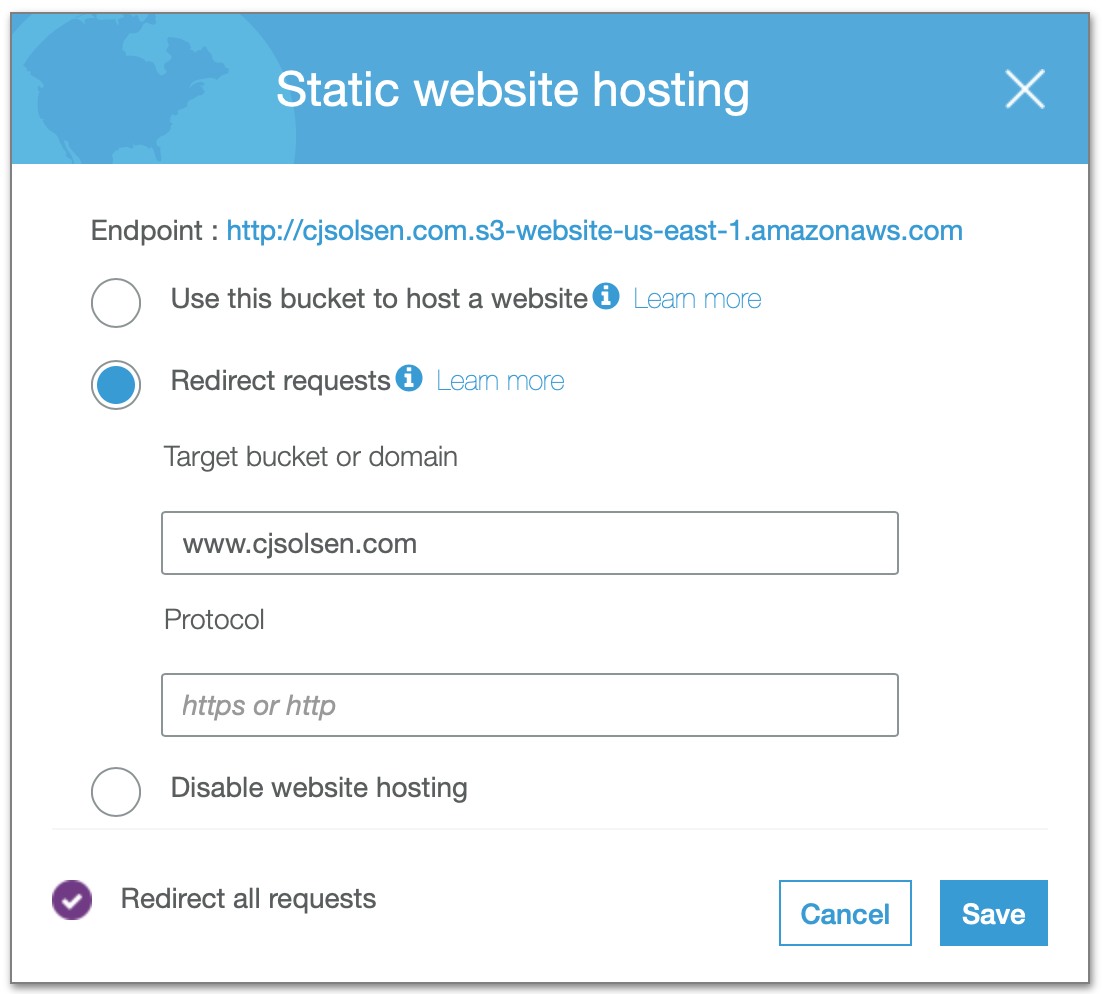 Static website hosting
Endpoint : http://cjsolsen.com.s3-website-us-east-1.amazonaws.com
Use this bucket to host a website Learn more
Redirect requests Learn more
Target bucket or domain
www.cjsolsen.com
Protocol
https or http
Disable website hosting
Redirect all requests
Cancel Save